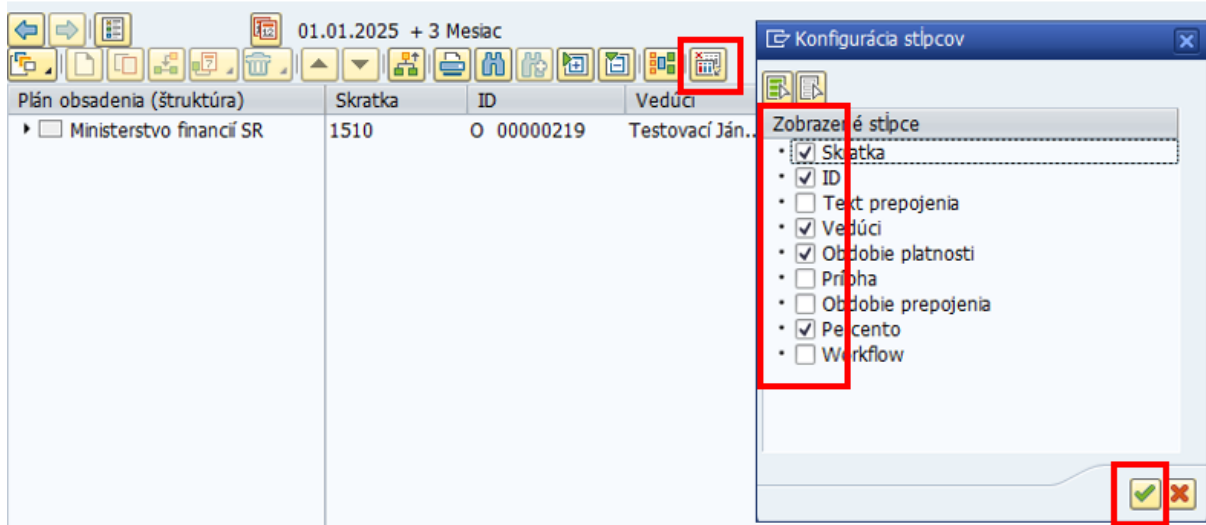 01.01.2025 + 3 Mesiac
Plán obsadenia (štruktúra) Skratka ID Vedúci
Ministerstvo financií SR 1510 O 00000219 Testovací Ján..
Konfigurácia stĺpcov
Zobrazené stĺpce
Skratka
ID
Text prepojenia
Vedúci
Obdobie platnosti
Príloha
Obdobie prepojenia
Percento
Workflow